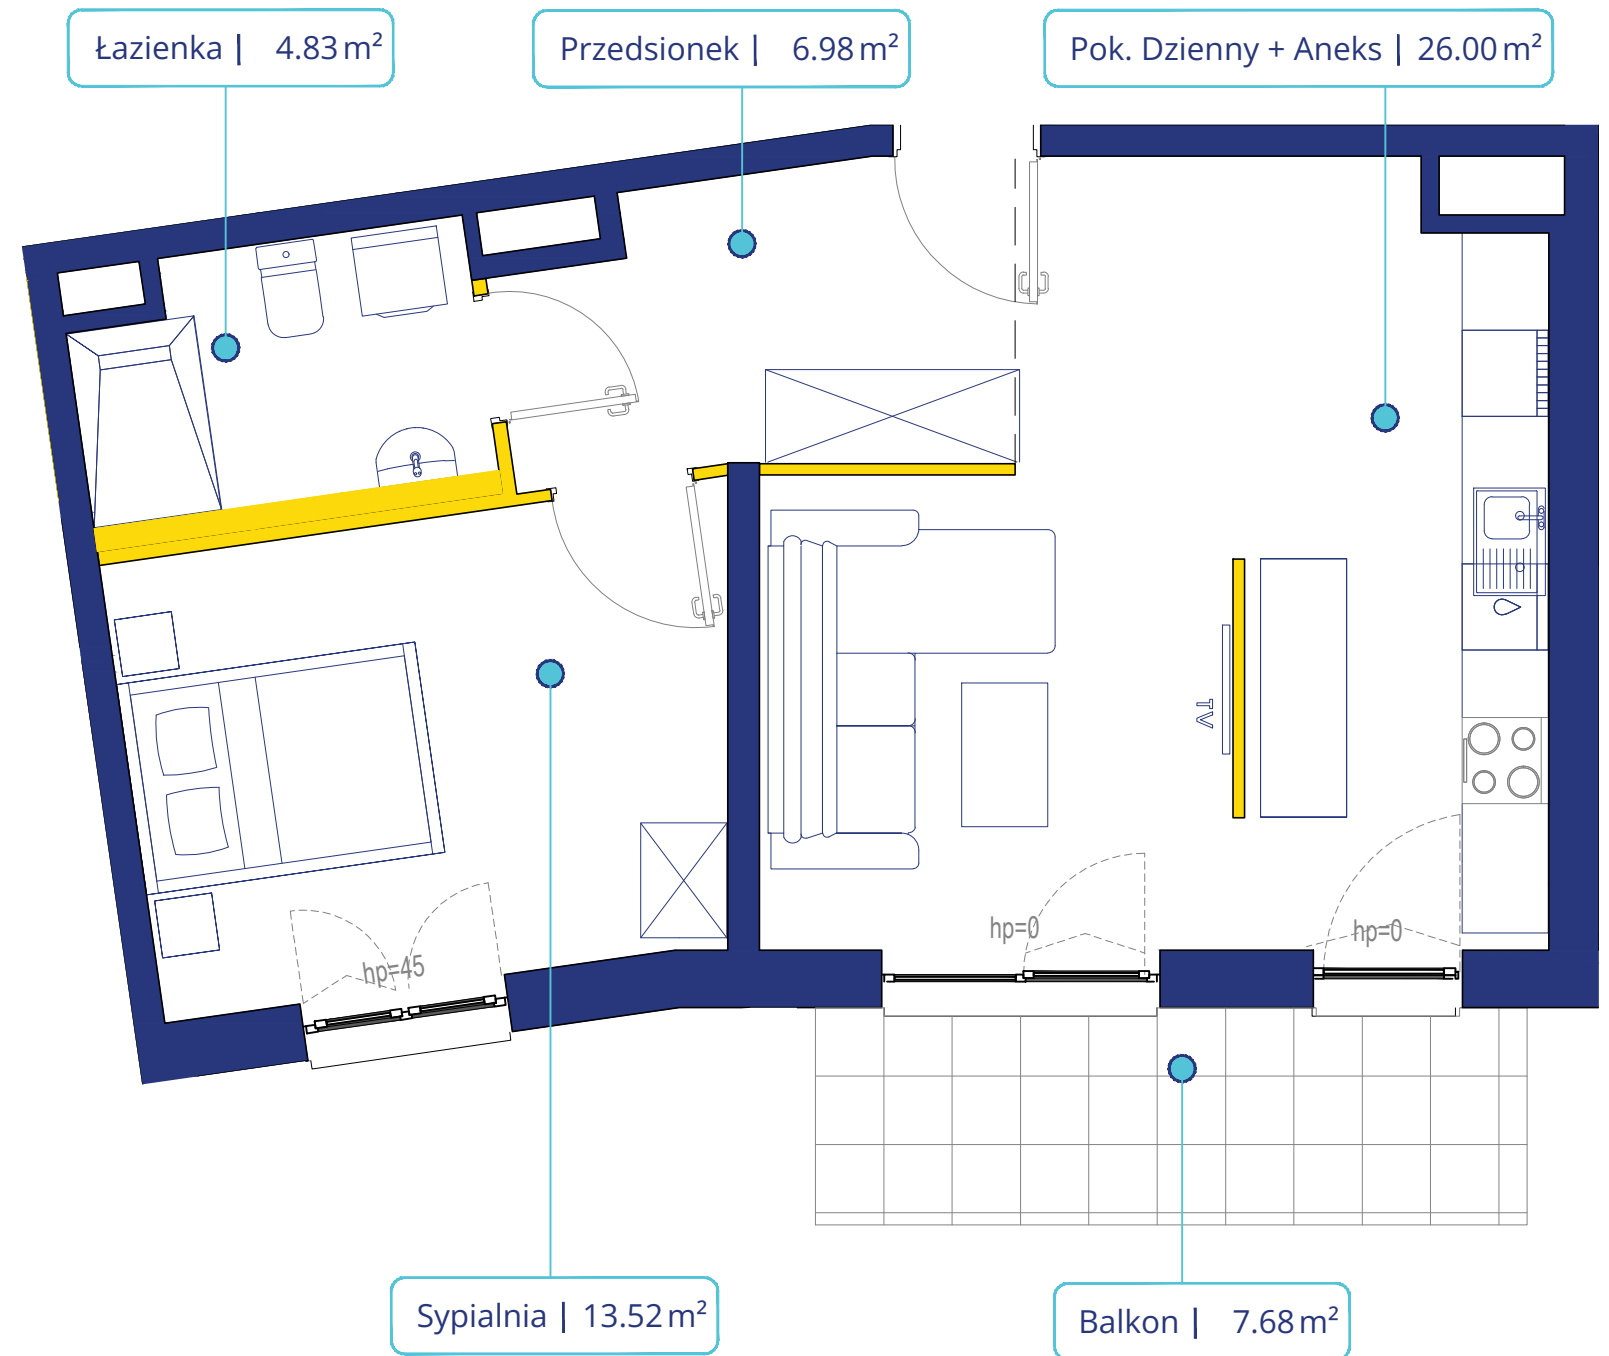 Łazienka | 4.83 m²
Przedsionek | 6.98 m²
Pok. Dzienny + Aneks | 26.00 m²
TV
hp=0
hp=0
hp=45
Sypialnia | 13.52 m²
Balkon | 7.68 m²